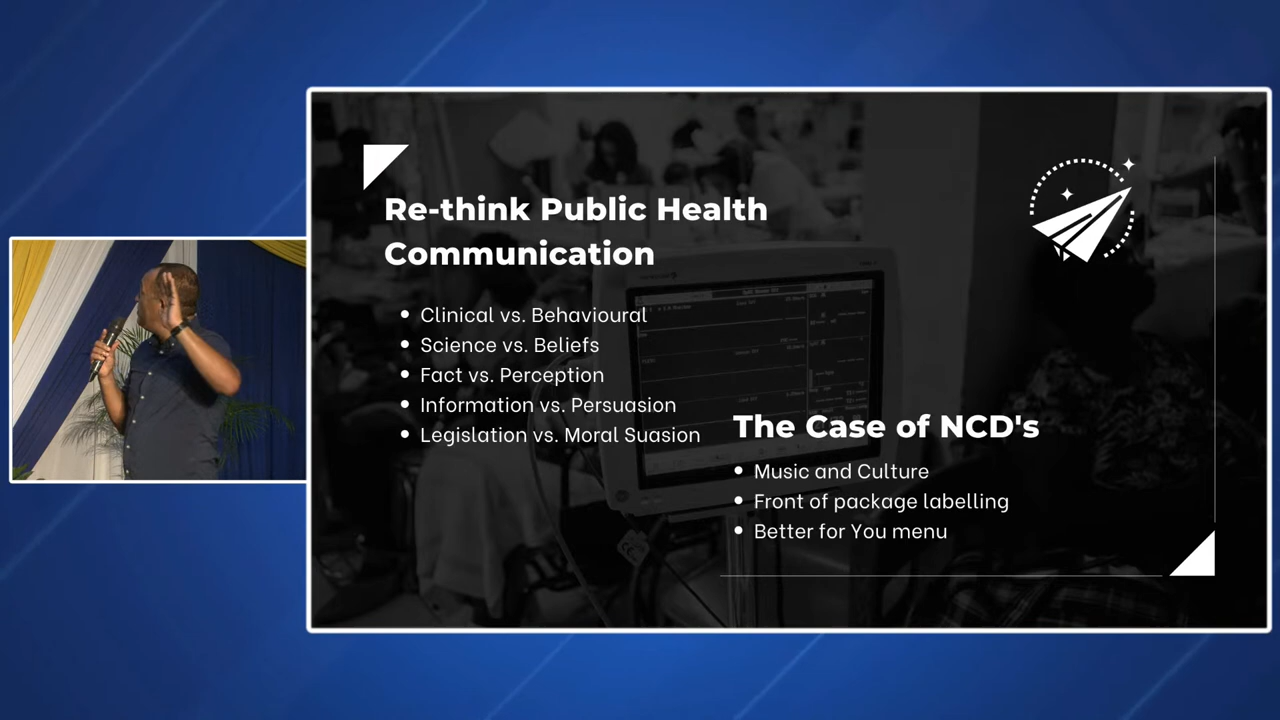 Re-think Public Health
Communication
Clinical vs. Behavioural
Science vs. Beliefs
Fact vs. Perception
Information vs. Persuasion
Legislation vs. Moral Suasion
The Case of NCD's
Music and Culture
Front of package labelling
Better for You menu